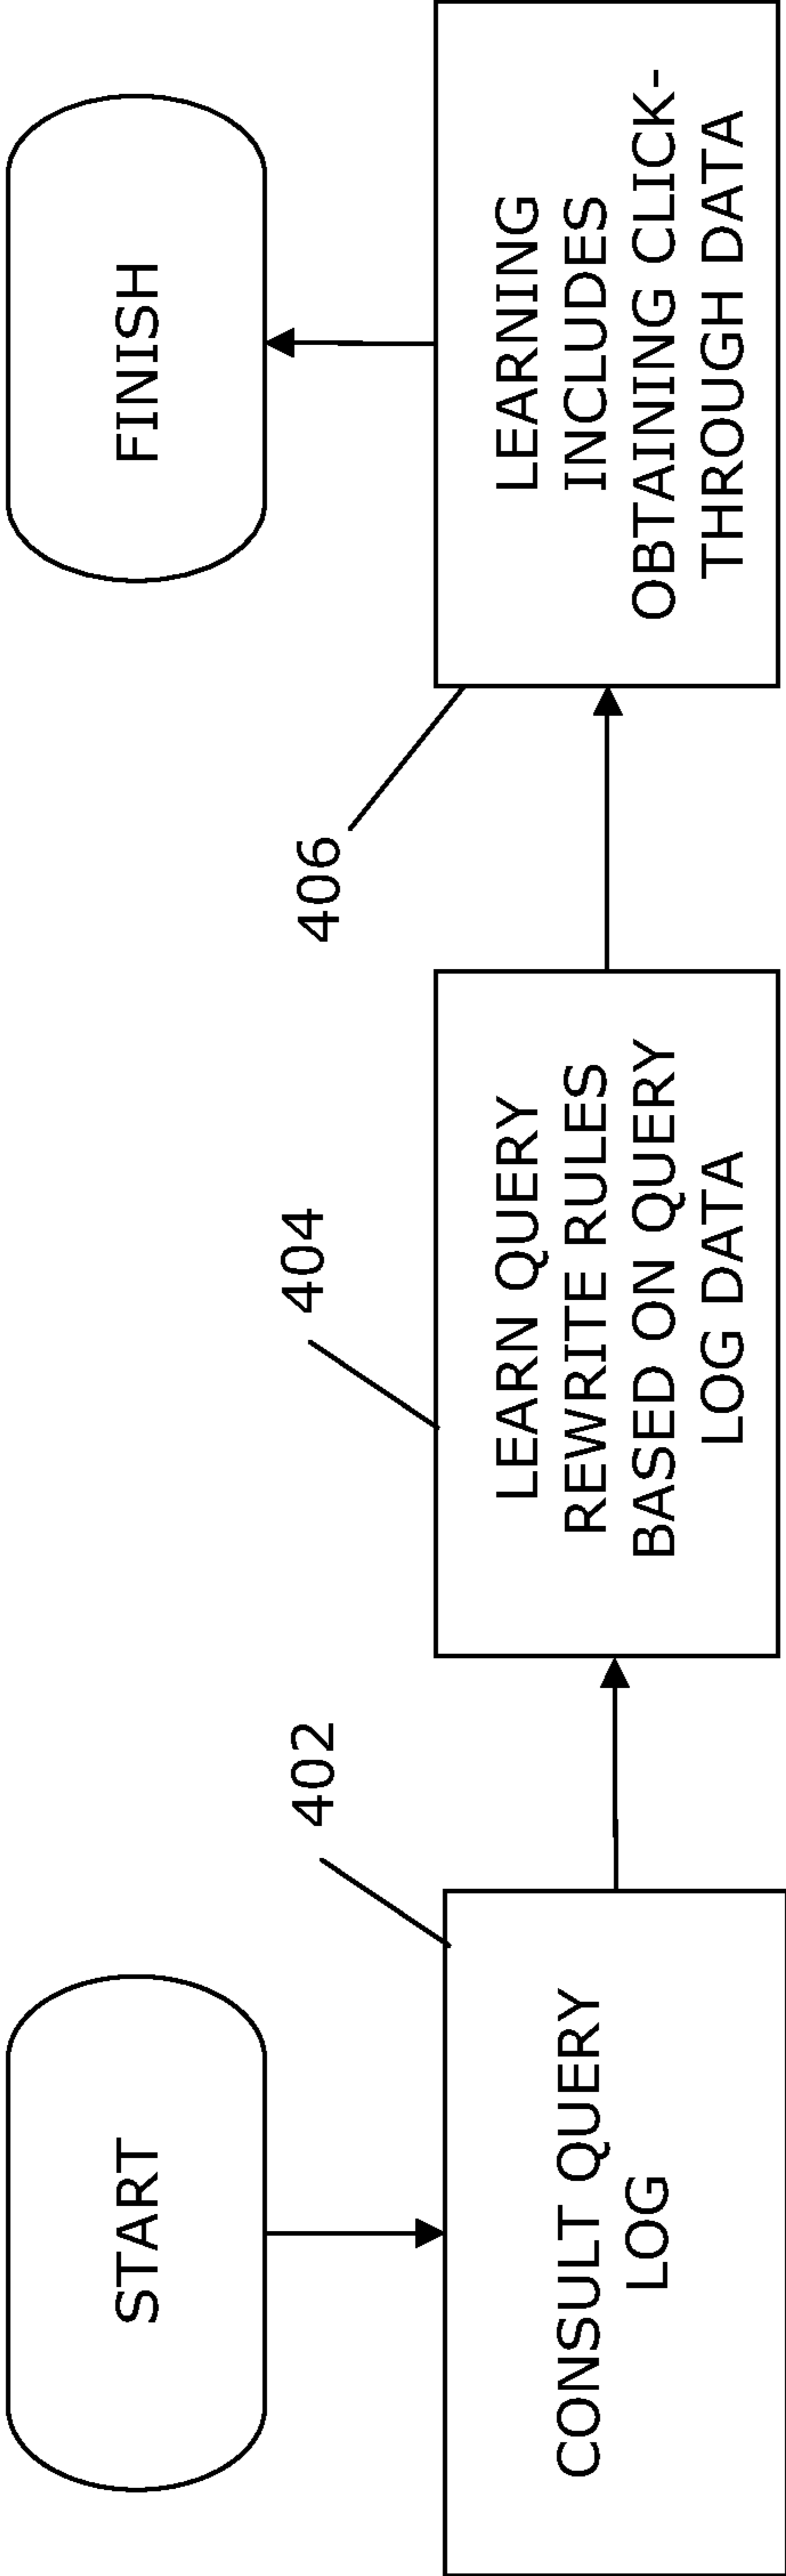 START
402
CONSULT QUERY
LOG
404
LEARN QUERY
REWRITE RULES
BASED ON QUERY
LOG DATA
406
LEARNING
INCLUDES
OBTAINING CLICK-
THROUGH DATA
FINISH